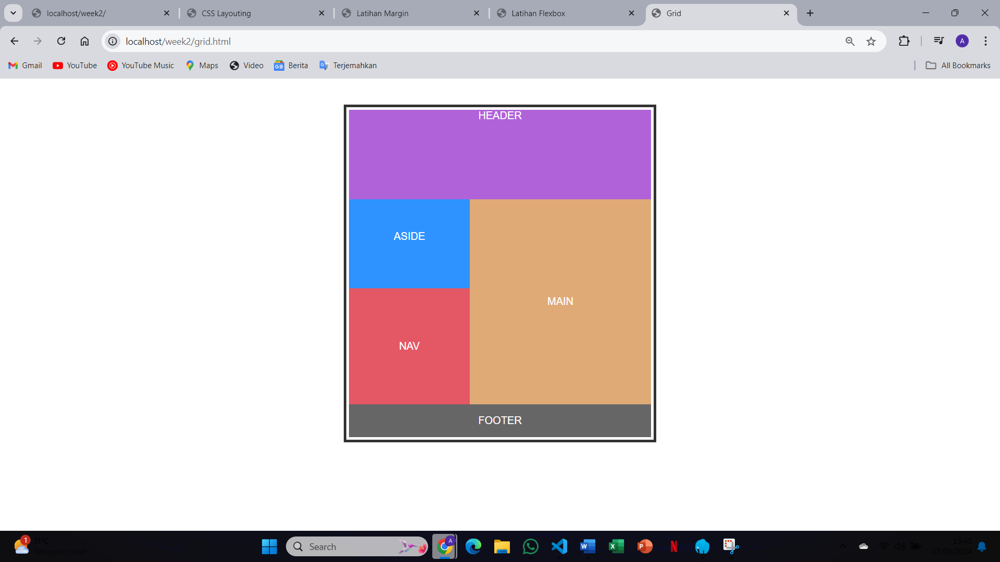 localhost/week2/
CSS Layouting
Latihan Margin
Latihan Flexbox
Grid
localhost/week2/grid.html
A
Gmail
YouTube
YouTube Music
Maps
Video
Berita
Terjemahkan
All Bookmarks
HEADER
ASIDE
MAIN
NAV
FOOTER
1
31°C
Sebagian cerah
Search
A
15:45
07/09/2024